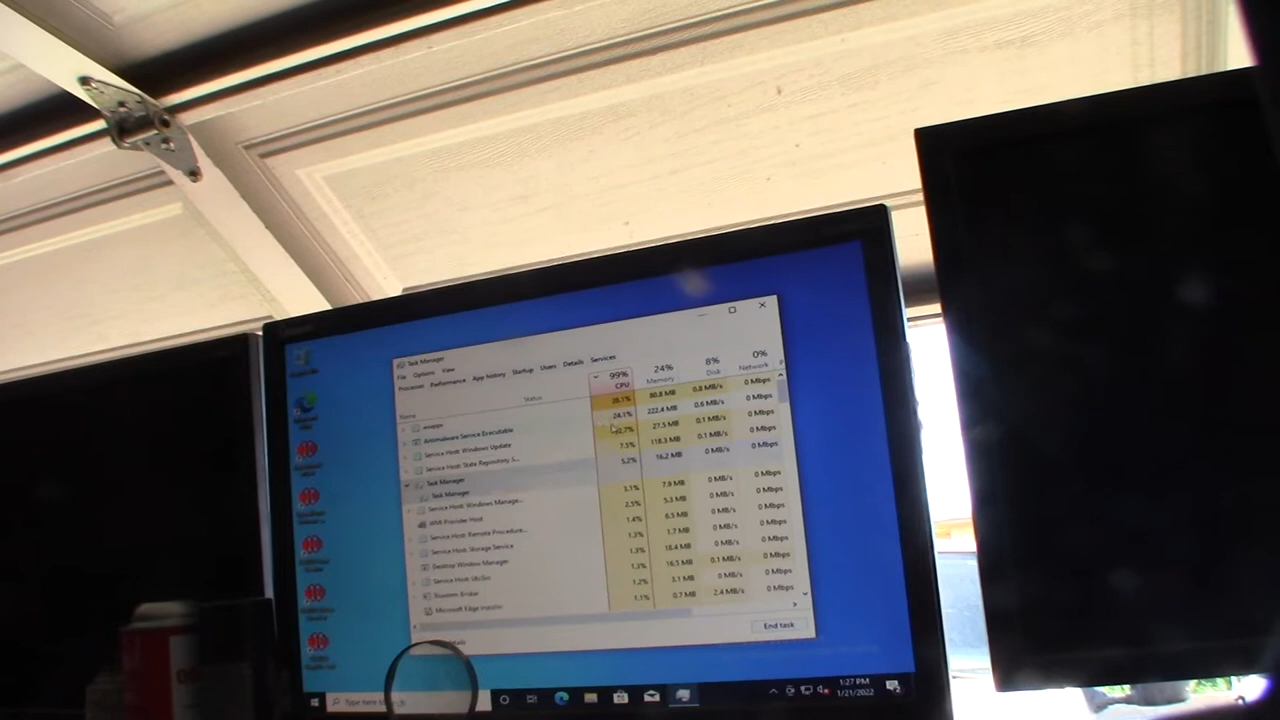 Task Manager
File Options View
Processes Performance App history Startup Users Details Services
99% 24% 8% 0%
Name Status CPU Memory Disk Network
28.1% 80.8 MB 0.8 MB/s 0 Mbps
Antimalware Service Executable 24.1% 222.4 MB 0.6 MB/s 0 Mbps
Service Host: Windows Update 27.5 MB 0.1 MB/s 0 Mbps
Service Host: State Repository S... 7.5% 118.3 MB 0.1 MB/s 0 Mbps
Task Manager 5.2% 16.2 MB 0 MB/s 0 Mbps
Task Manager
Service Host: Windows Manage... 3.1% 7.9 MB 0 MB/s 0 Mbps
WMI Provider Host 2.5% 5.3 MB 0 MB/s 0 Mbps
Service Host: Remote Procedure... 1.4% 6.5 MB 0 MB/s 0 Mbps
Service Host: Storage Service 1.3% 1.7 MB 0 MB/s 0 Mbps
Desktop Window Manager 1.3% 18.4 MB 0 MB/s 0 Mbps
Service Host: 1.3% 16.5 MB 0.1 MB/s 0 Mbps
1.2% 3.1 MB 0 MB/s 0 Mbps
Microsoft Edge Installer 1.1% 0.7 MB 2.4 MB/s 0 Mbps
details End task
Type here to
1:27 PM
1/21/2022
2